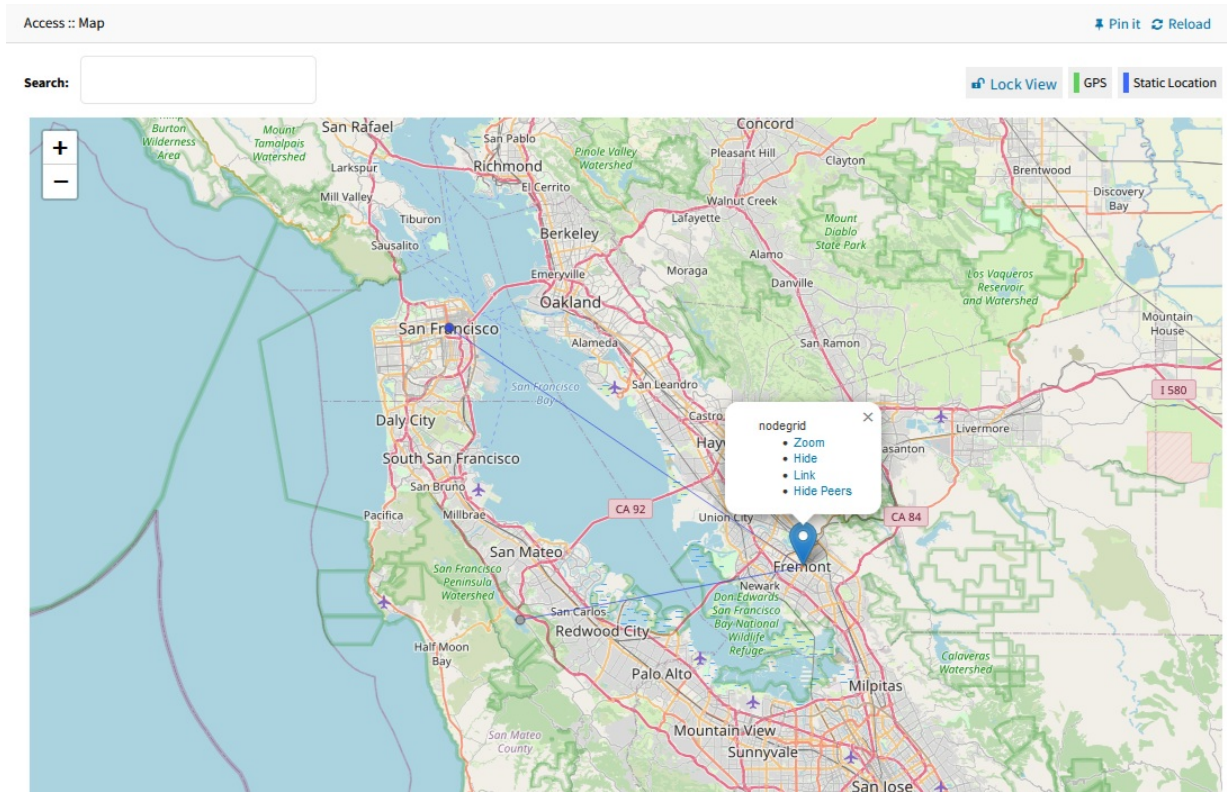 Access :: Map
Pin it
Reload
Search:
Lock View
GPS
Static Location
+
−
Burton
Wilderness
Area
Mount
Tamalpais
Watershed
San Rafael
San Pablo
Pinole Valley
Watershed
Concord
Pleasant Hill
Clayton
Brentwood
Larkspur
Richmond
El Cerrito
Discovery
Bay
Mill Valley
Walnut Creek
Tiburon
Lafayette
Mount
Diablo
State Park
Sausalito
Berkeley
Alamo
Emeryville
Moraga
Danville
Los Vaqueros
Reservoir
and Watershed
Oakland
San Francisco
Alameda
San Ramon
Mountain
House
San Francisco
Bay
San Leandro
I 580
Daly City
Castro
Livermore
nodegrid
×
Zoom
Hide
Link
Hide Peers
Hayw
asanton
South San Francisco
San Bruno
Pacifica
Millbrae
CA 92
Union City
CA 84
San Mateo
Fremont
San Francisco
Peninsula
Watershed
Newark
San Carlos
Don Edwards
San Francisco
Bay National
Wildlife
Refuge
Redwood City
Half Moon
Bay
Calaveras
Watershed
Palo Alto
Milpitas
San Mateo
County
Mountain View
Sunnyvale
San Jose